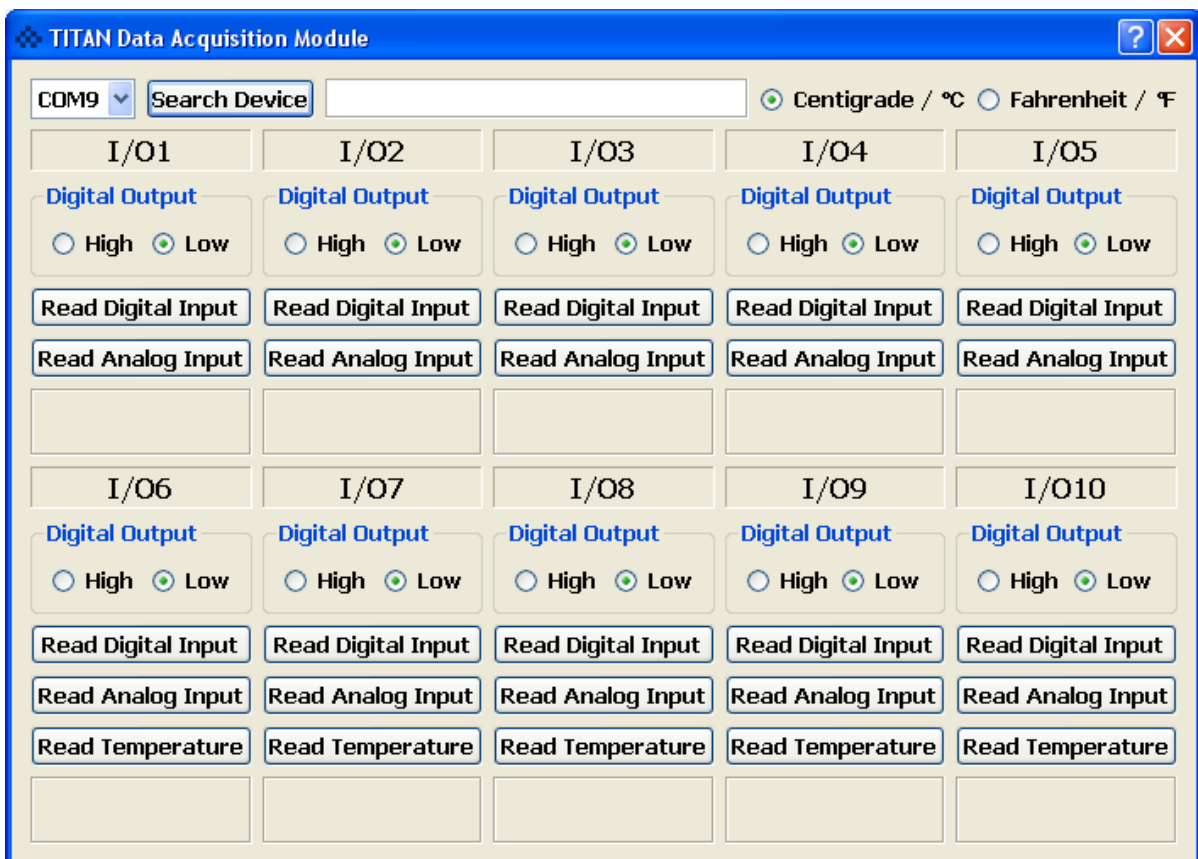 TITAN Data Acquisition Module
COM9 Search Device Centigrade / °C Fahrenheit / °F
I/O1 I/O2 I/O3 I/O4 I/O5
Digital Output Digital Output Digital Output Digital Output Digital Output
High Low High Low High Low High Low High Low
Read Digital Input Read Digital Input Read Digital Input Read Digital Input Read Digital Input
Read Analog Input Read Analog Input Read Analog Input Read Analog Input Read Analog Input
I/O6 I/O7 I/O8 I/O9 I/O10
Digital Output Digital Output Digital Output Digital Output Digital Output
High Low High Low High Low High Low High Low
Read Digital Input Read Digital Input Read Digital Input Read Digital Input Read Digital Input
Read Analog Input Read Analog Input Read Analog Input Read Analog Input Read Analog Input
Read Temperature Read Temperature Read Temperature Read Temperature Read Temperature